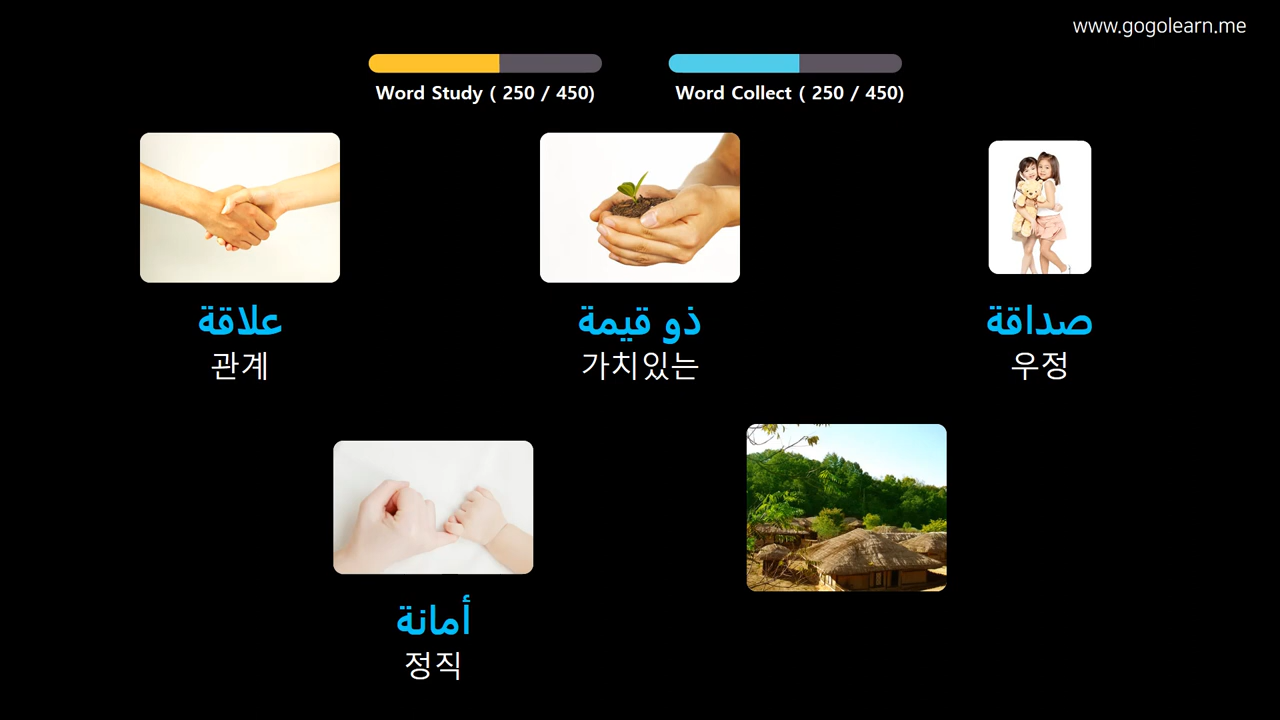 www.gogolearn.me
Word Study ( 250 / 450)
Word Collect ( 250 / 450)
علاقة
관계
ذو قيمة
가치있는
صداقة
우정
أمانة
정직